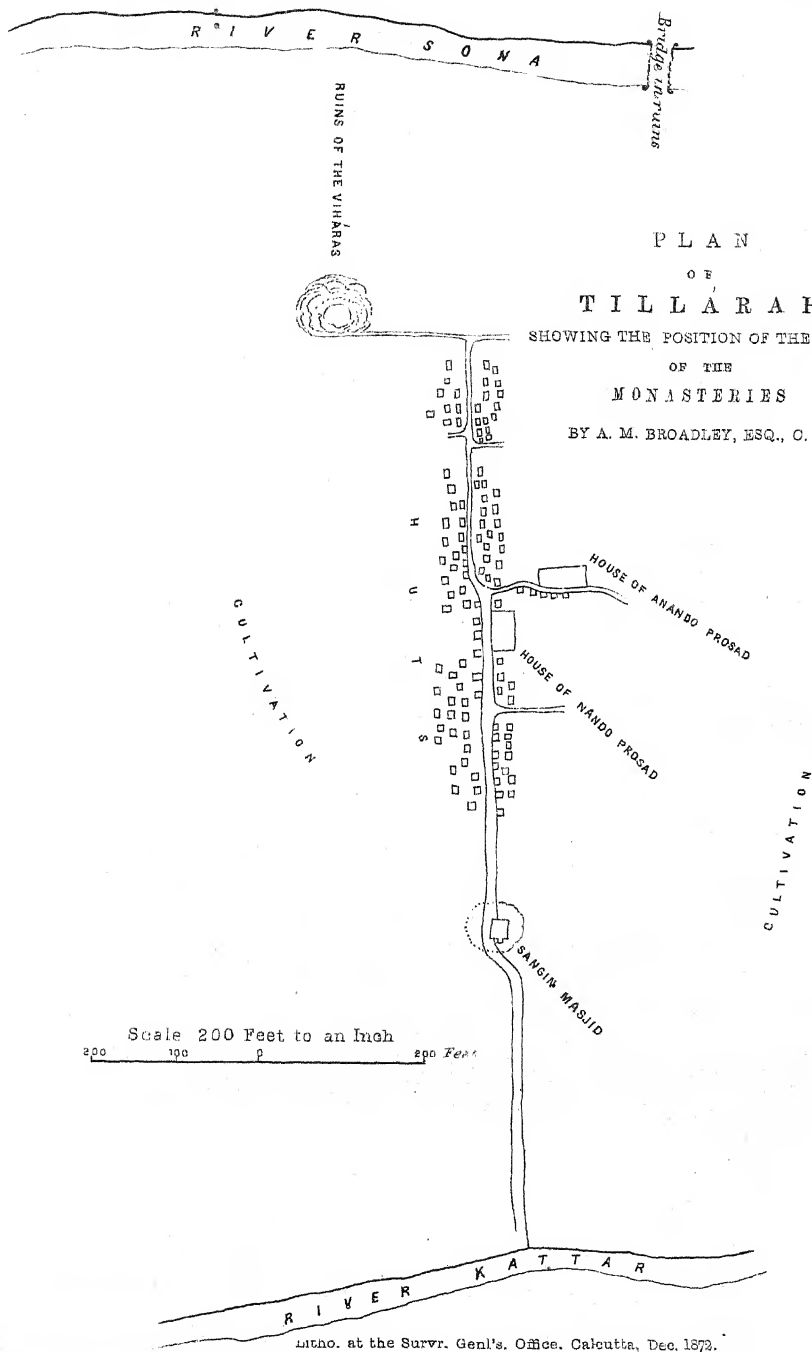 RIVER SONA
Bridge in ruins
RUINS OF THE VIHÁRAS
PLAN
OF
TILLÁRAH
SHOWING THE POSITION OF THE
OF THE
MONASTERIES
BY A. M. BROADLEY, ESQ., C.
HUTS
HOUSE OF ANANDO PROSAD
CULTIVATION
HOUSE OF NANDO PROSAD
CULTIVATION
SANGIN MASJID
Scale 200 Feet to an Inch
200 100 0 200 Feet
RIVER KATTAR
Litho. at the Survr. Genl's. Office. Calcutta, Dec. 1872.